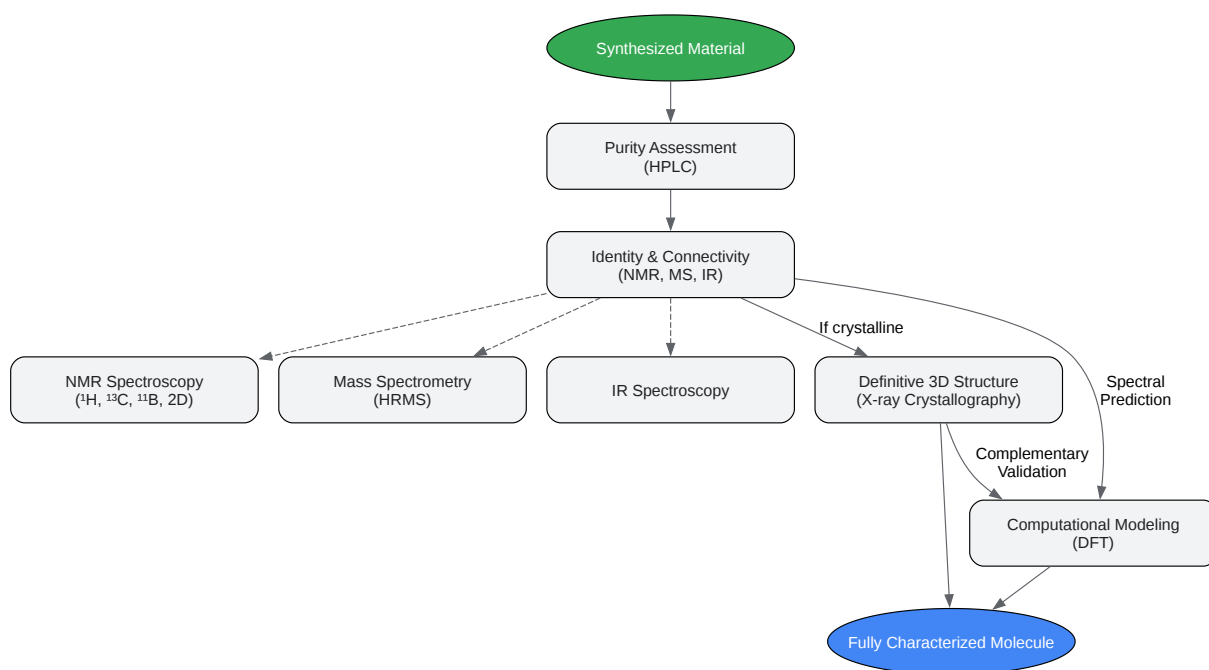 Synthesized Material
Purity Assessment
(HPLC)
Identity & Connectivity
(NMR, MS, IR)
If crystalline
NMR Spectroscopy
(¹H, ¹³C, ¹¹B, 2D)
Mass Spectrometry
(HRMS)
IR Spectroscopy
Definitive 3D Structure
(X-ray Crystallography)
Spectral
Prediction
Complementary
Validation
Computational Modeling
(DFT)
Fully Characterized Molecule